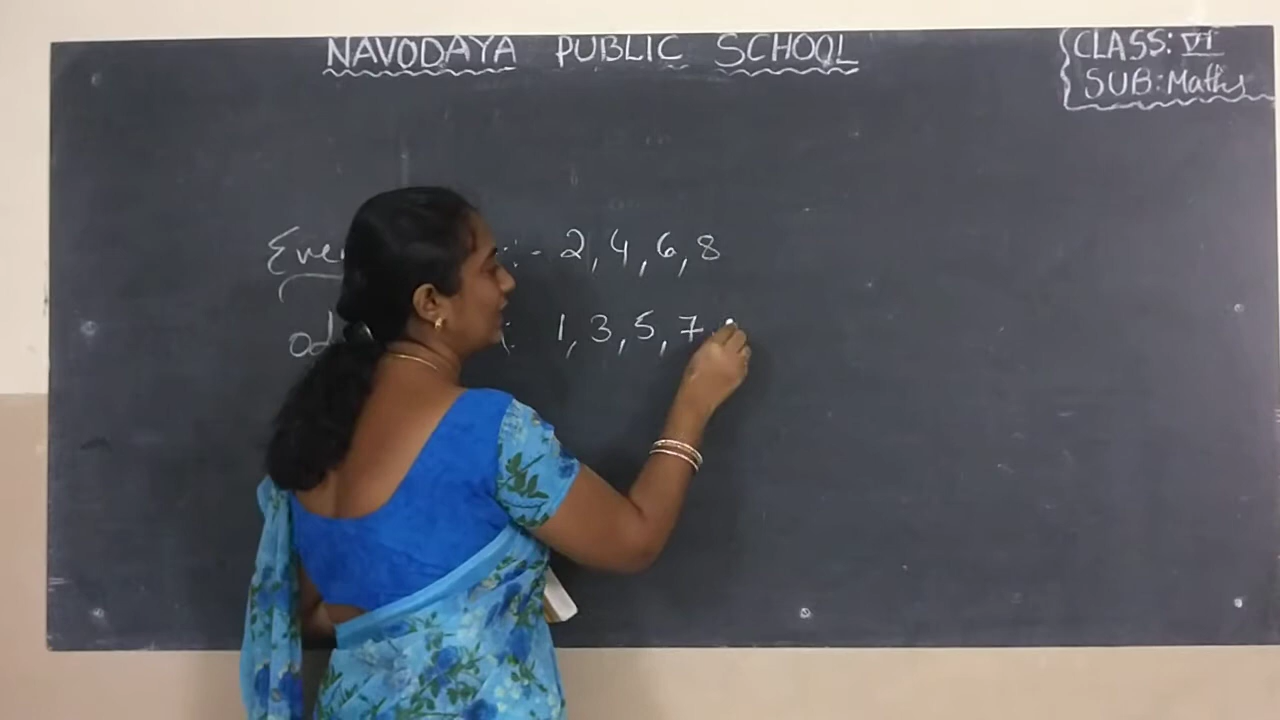 NAVODAYA PUBLIC SCHOOL
CLASS: VI
SUB: Maths
:- 2, 4, 6, 8
1, 3, 5, 7